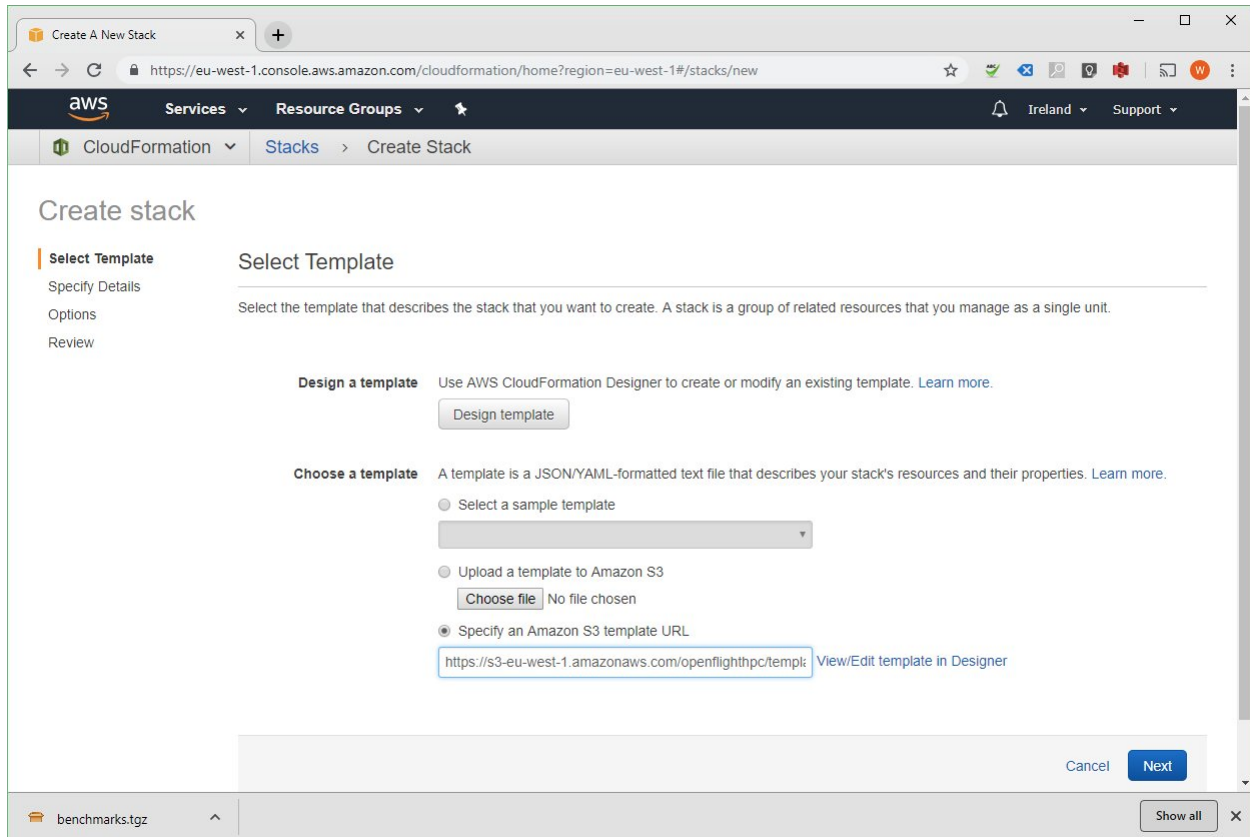 Create A New Stack
https://eu-west-1.console.aws.amazon.com/cloudformation/home?region=eu-west-1#/stacks/new
W
aws Services Resource Groups Ireland Support
CloudFormation Stacks > Create Stack
Create stack
Select Template
Specify Details
Options
Review
Select Template
Select the template that describes the stack that you want to create. A stack is a group of related resources that you manage as a single unit.
Design a template Use AWS CloudFormation Designer to create or modify an existing template. Learn more.
Design template
Choose a template A template is a JSON/YAML-formatted text file that describes your stack's resources and their properties. Learn more.
Select a sample template
Upload a template to Amazon S3
Choose file No file chosen
Specify an Amazon S3 template URL
https://s3-eu-west-1.amazonaws.com/openflighthpc/templa View/Edit template in Designer
Cancel Next
benchmarks.tgz Show all